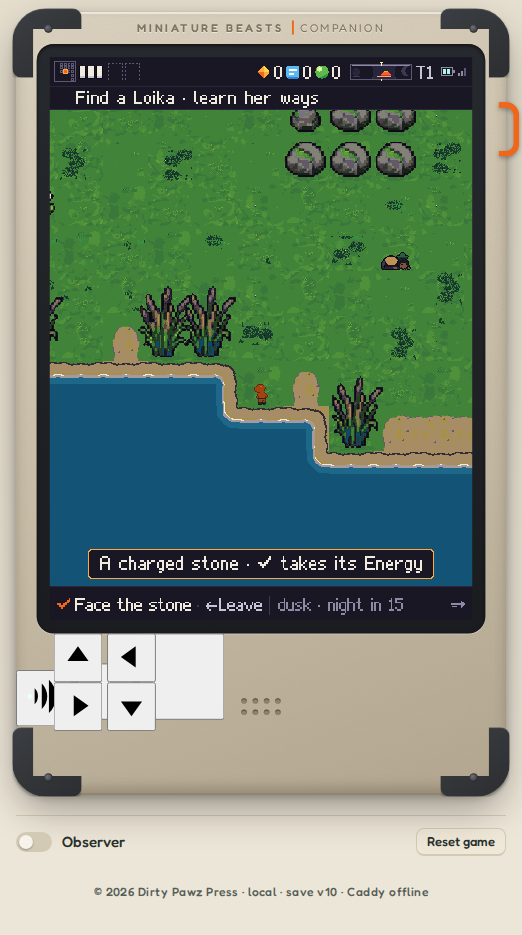 MINIATURE BEASTS | COMPANION
0 0 0 T1
Find a Loika · learn her ways
A charged stone · ✓ takes its Energy
✓ Face the stone · ←Leave | dusk · night in 15 →
Observer
Reset game
© 2026 Dirty Pawz Press · local · save v10 · Caddy offline